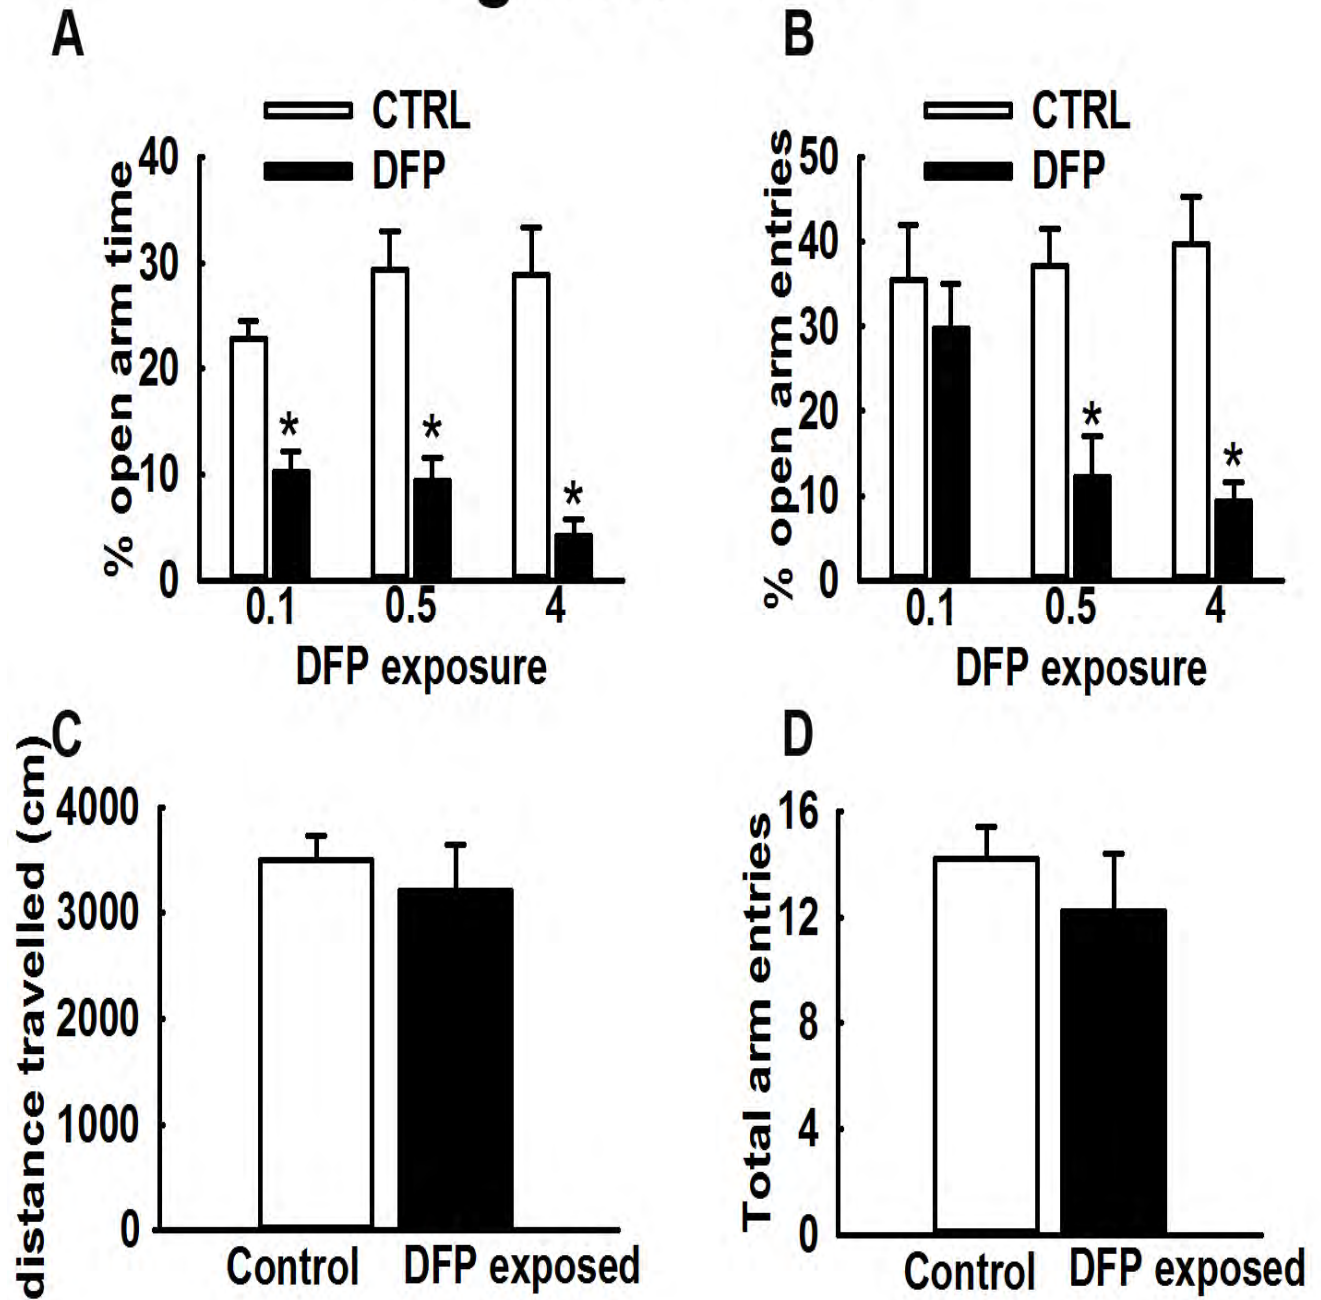 A
CTRL
DFP
% open arm time
40
30
20
10
0
*
*
*
0.1
0.5
4
DFP exposure
B
CTRL
DFP
% open arm entries
50
40
30
20
10
0
*
*
0.1
0.5
4
DFP exposure
C
distance travelled (cm)
4000
3000
2000
1000
0
Control
DFP exposed
D
Total arm entries
16
12
8
4
0
Control
DFP exposed